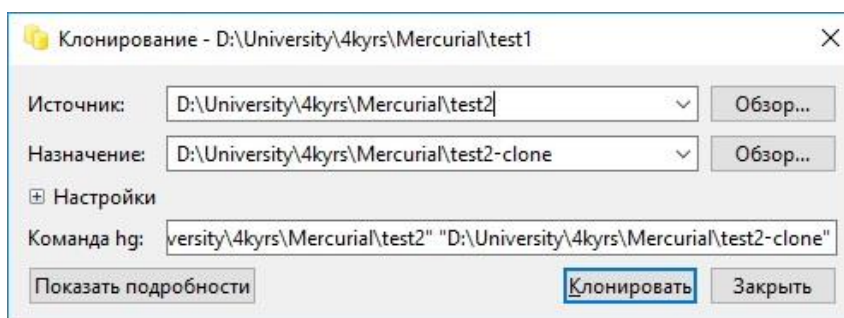 Клонирование - D:\University\4kyrs\Mercurial\test1
Источник: D:\University\4kyrs\Mercurial\test2 Обзор...
Назначение: D:\University\4kyrs\Mercurial\test2-clone Обзор...
Настройки
Команда hg: versity\4kyrs\Mercurial\test2" "D:\University\4kyrs\Mercurial\test2-clone"
Показать подробности Клонировать Закрыть